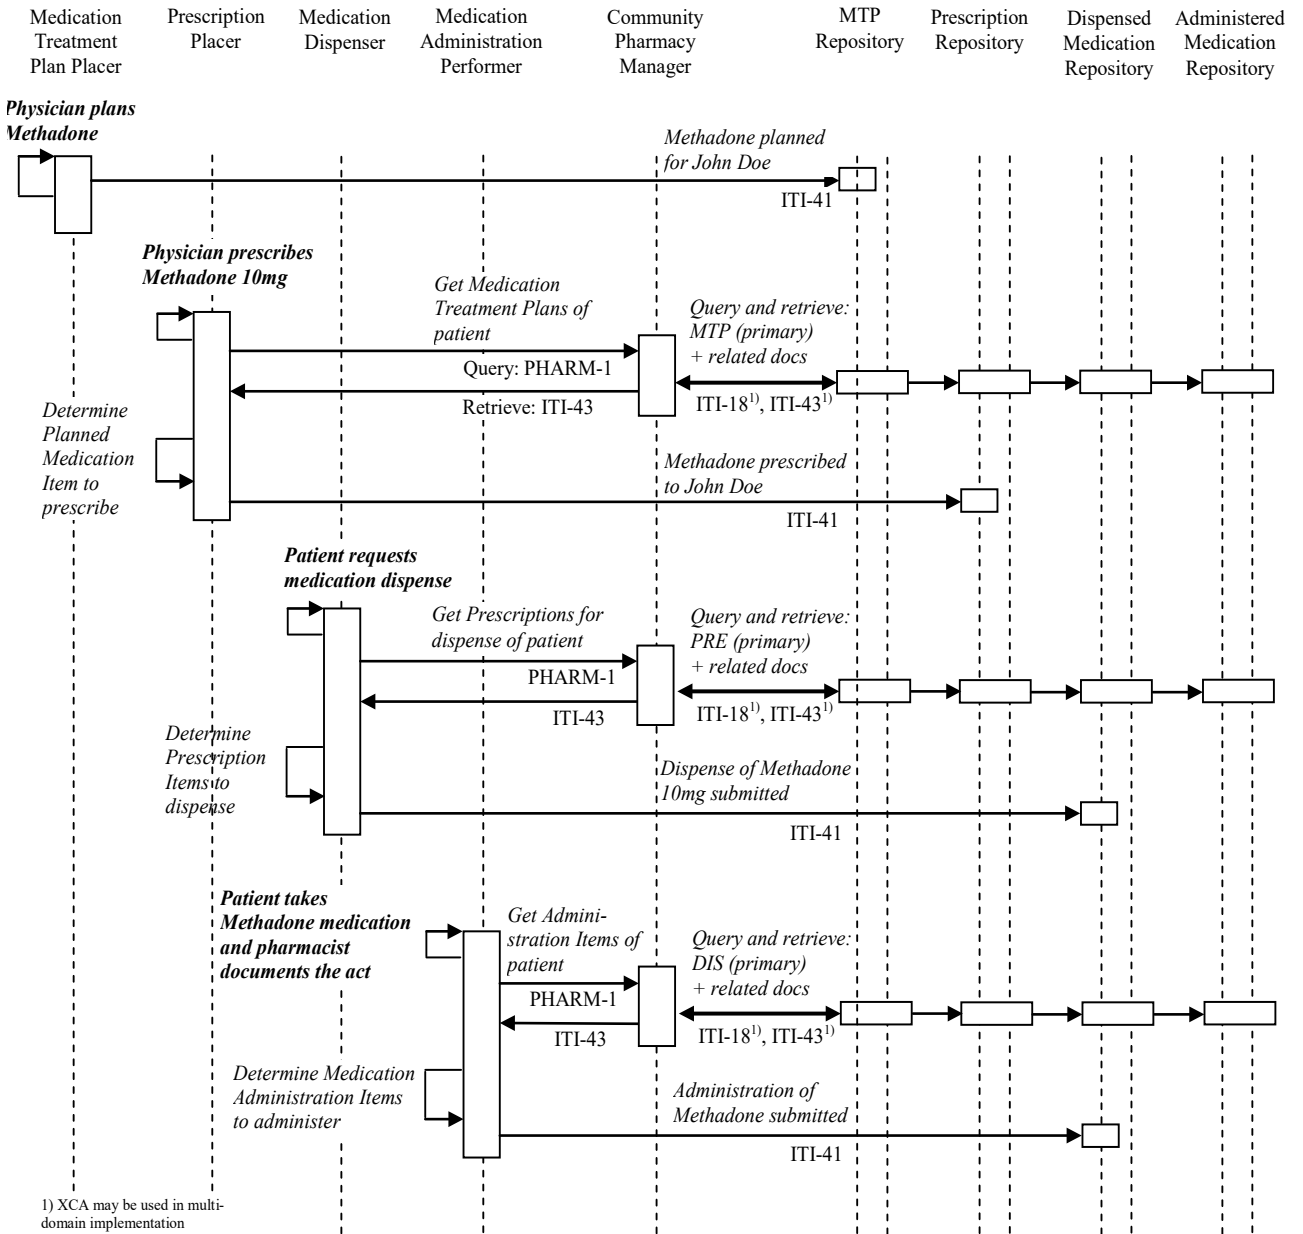 Medication
Treatment
Plan Placer
Prescription
Placer
Medication
Dispenser
Medication
Administration
Performer
Community
Pharmacy
Manager
MTP
Repository
Prescription
Repository
Dispensed
Medication
Repository
Administered
Medication
Repository
Physician plans
Methadone
Methadone planned
for John Doe
ITI-41
Physician prescribes
Methadone 10mg
Get Medication
Treatment Plans of
patient
Query: PHARM-1
Retrieve: ITI-43
Query and retrieve:
MTP (primary)
+ related docs
ITI-18¹⁾, ITI-43¹⁾
Determine
Planned
Medication
Item to
prescribe
Methadone prescribed
to John Doe
ITI-41
Patient requests
medication dispense
Get Prescriptions for
dispense of patient
PHARM-1
ITI-43
Query and retrieve:
PRE (primary)
+ related docs
ITI-18¹⁾, ITI-43¹⁾
Determine
Prescription
Items to
dispense
Dispense of Methadone
10mg submitted
ITI-41
Patient takes
Methadone medication
and pharmacist
documents the act
Get Admini-
stration Items of
patient
PHARM-1
ITI-43
Query and retrieve:
DIS (primary)
+ related docs
ITI-18¹⁾, ITI-43¹⁾
Determine Medication
Administration Items
to administer
Administration of
Methadone submitted
ITI-41
1) XCA may be used in multi-
domain implementation